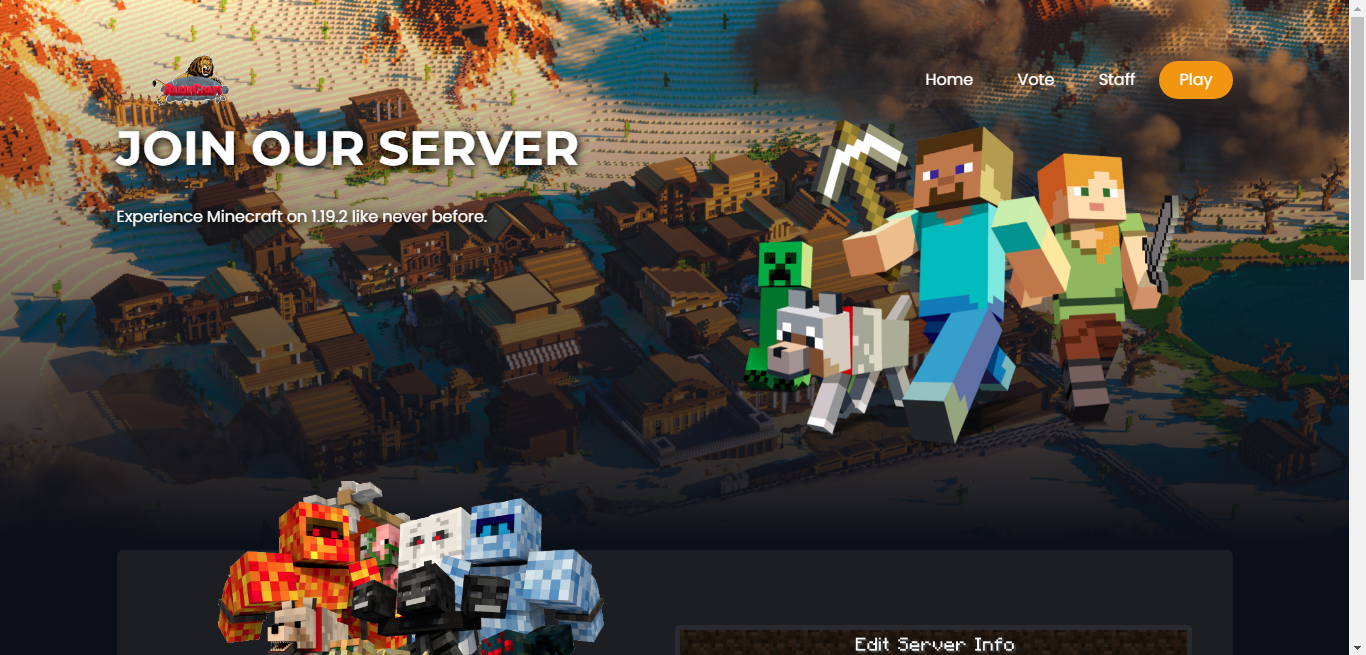 Home
Vote
Staff
Play
JOIN OUR SERVER
Experience Minecraft on 1.19.2 like never before.
Edit Server Info